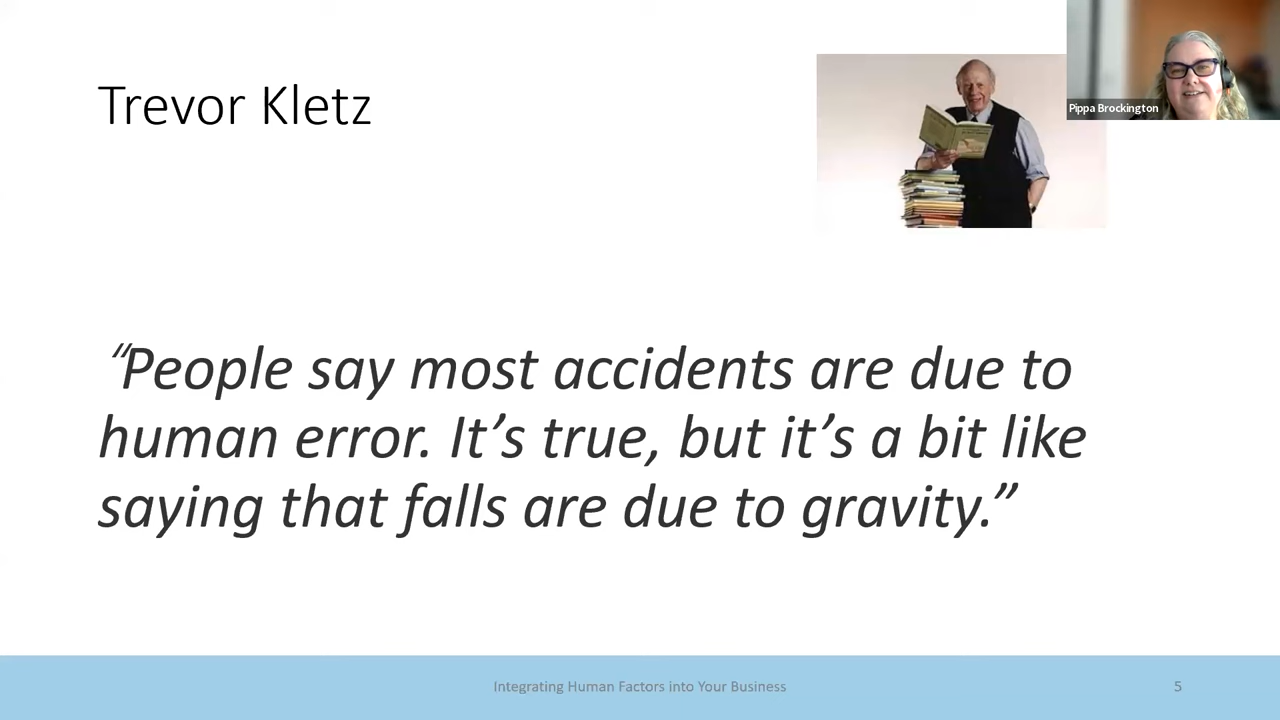 Trevor Kletz
Pippa Brockington
“People say most accidents are due to
human error. It’s true, but it’s a bit like
saying that falls are due to gravity.”
Integrating Human Factors into Your Business
5